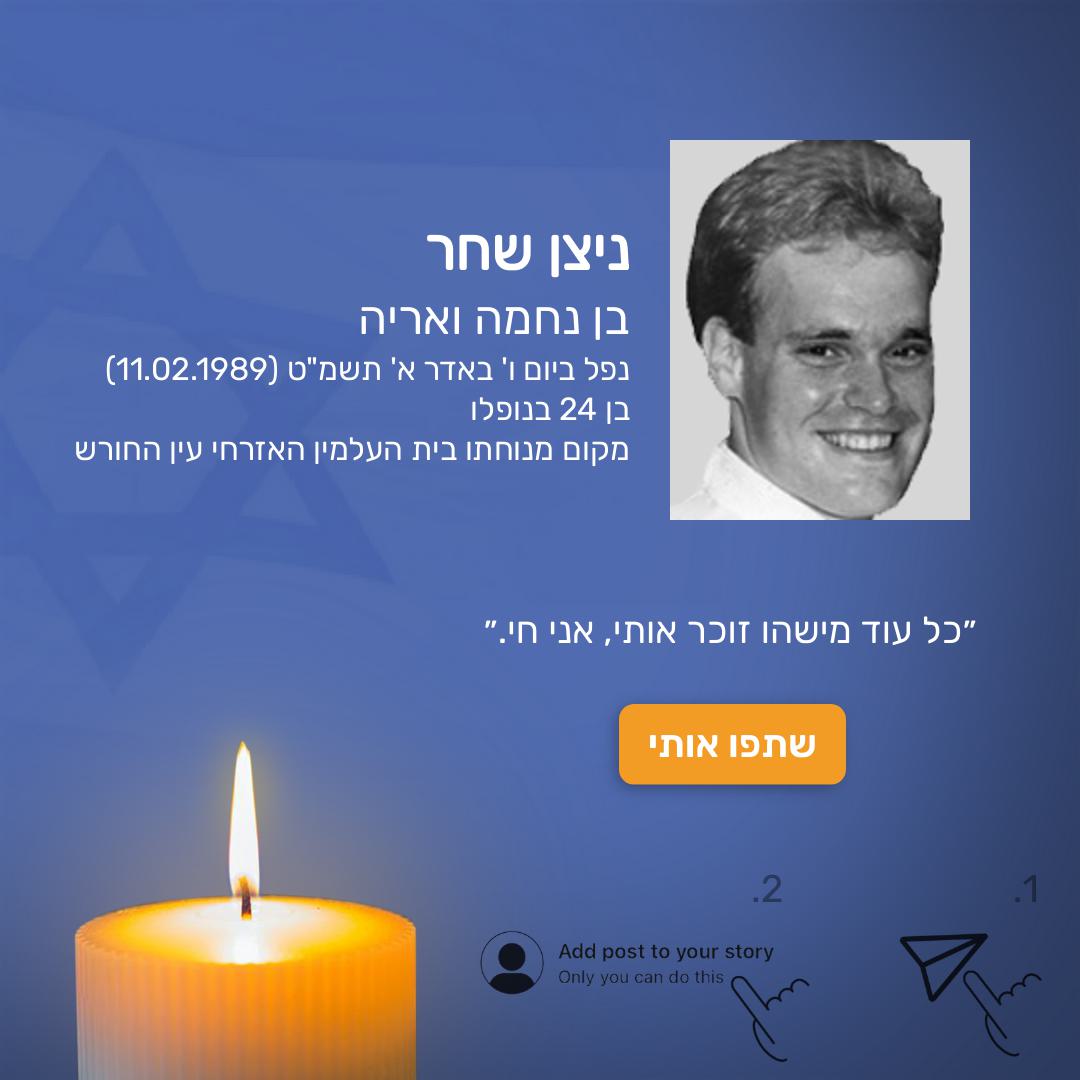 ניצן שחר
בן נחמה ואריה
נפל ביום ו' באדר א' תשמ"ט (11.02.1989)
בן 24 בנופלו
מקום מנוחתו בית העלמין האזרחי עין החורש
״כל עוד מישהו זוכר אותי, אני חי.״
שתפו אותי
1.
2.
Add post to your story
Only you can do this